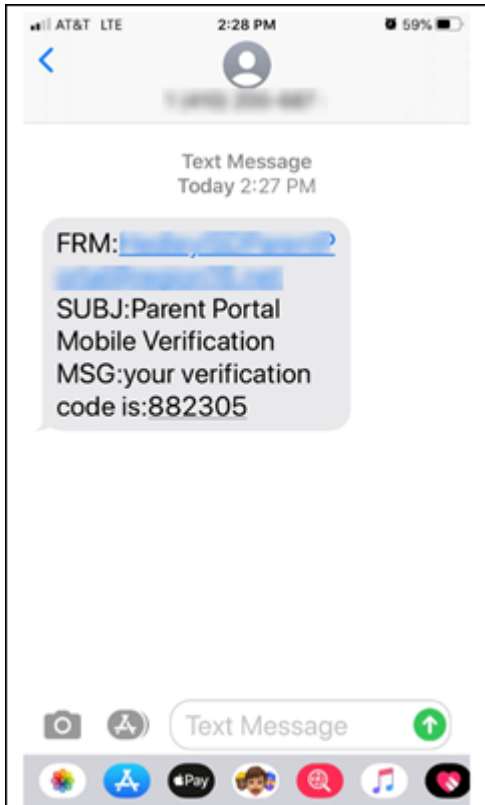 AT&T LTE
2:28 PM
59%
Text Message
Today 2:27 PM
FRM:
SUBJ:Parent Portal
Mobile Verification
MSG:your verification
code is:882305
Text Message
Pay